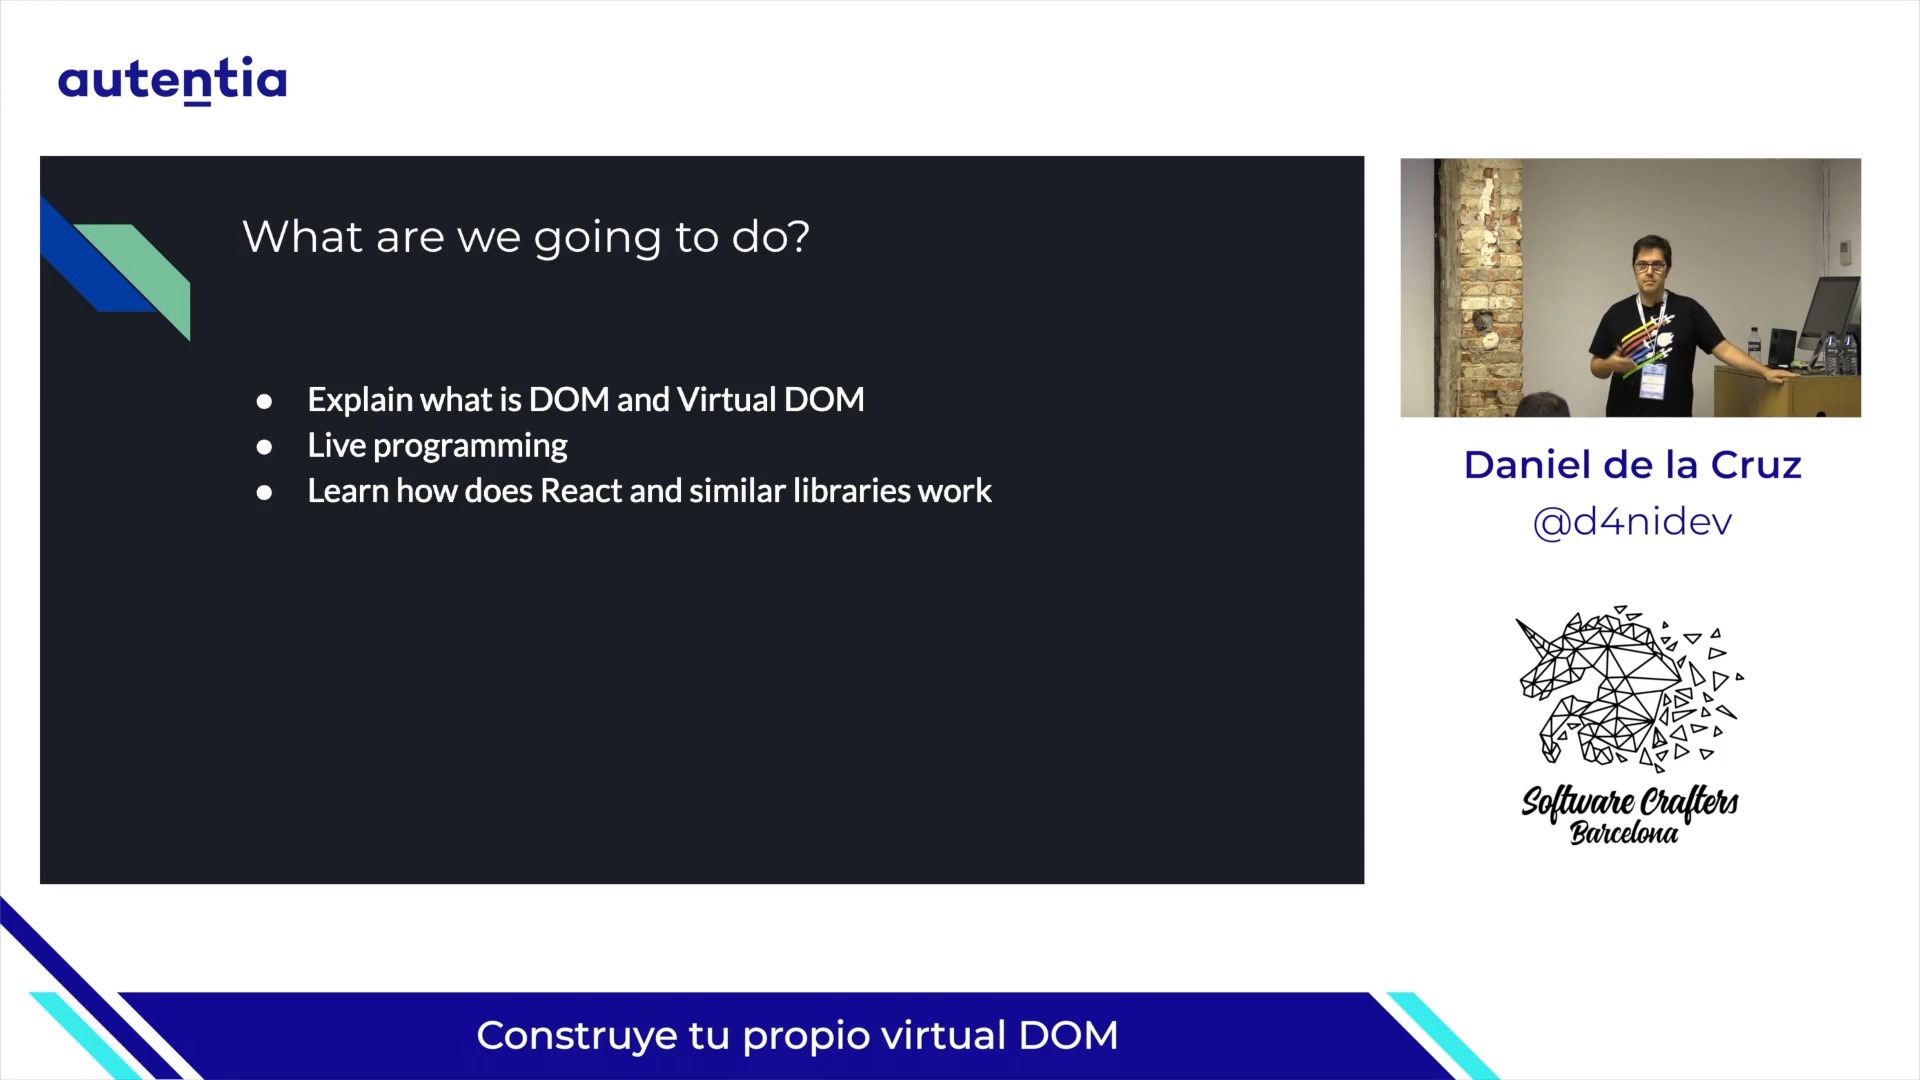 autentia
What are we going to do?
● Explain what is DOM and Virtual DOM
● Live programming
● Learn how does React and similar libraries work
Daniel de la Cruz
@d4nidev
Software Crafters
Barcelona
Construye tu propio virtual DOM